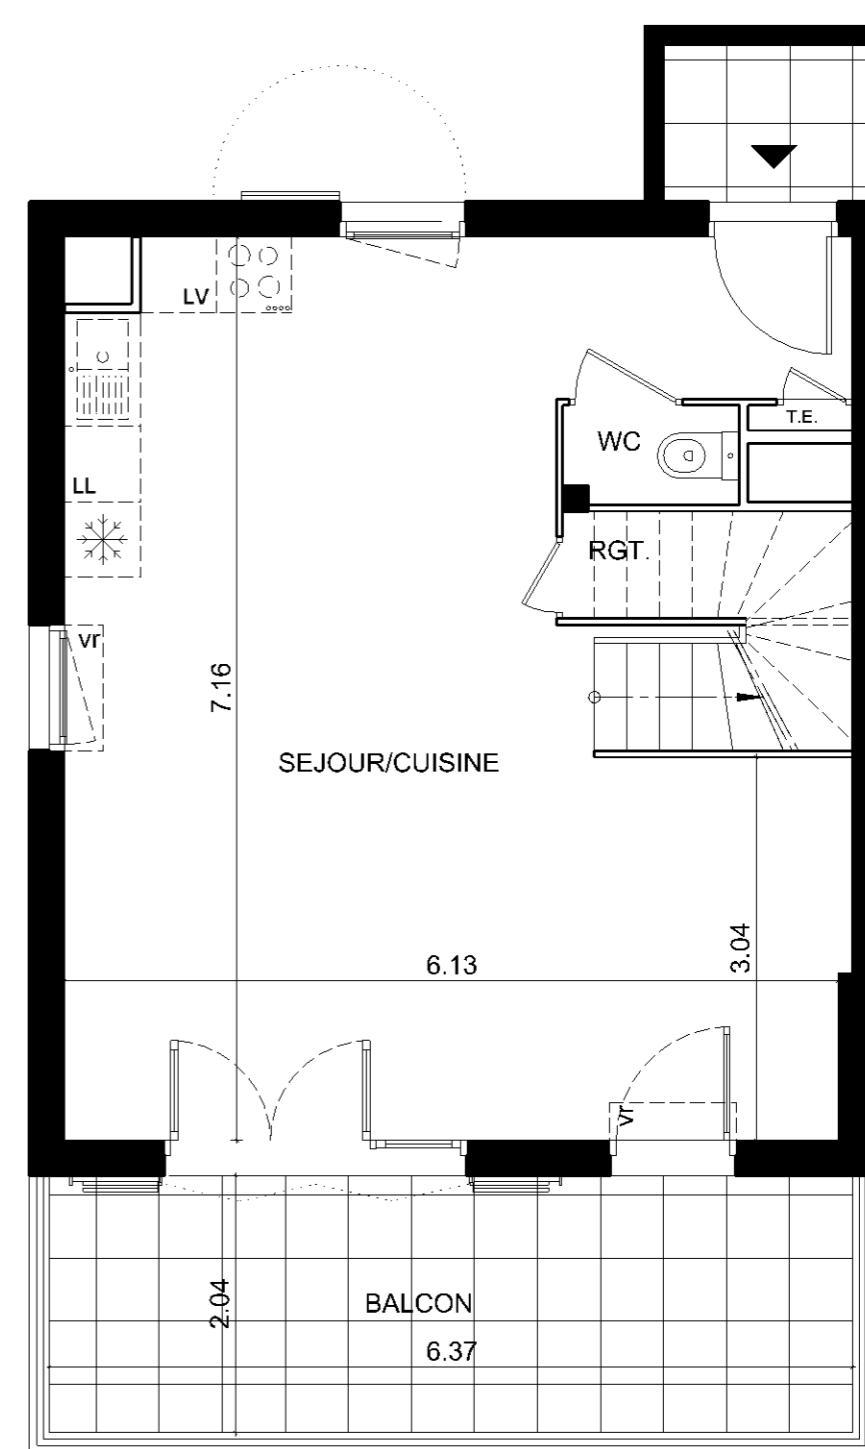 LV
T.E.
WC
LL
RGT.
vr
7.16
SEJOUR/CUISINE
3.04
6.13
vr
2.04
BALCON
6.37